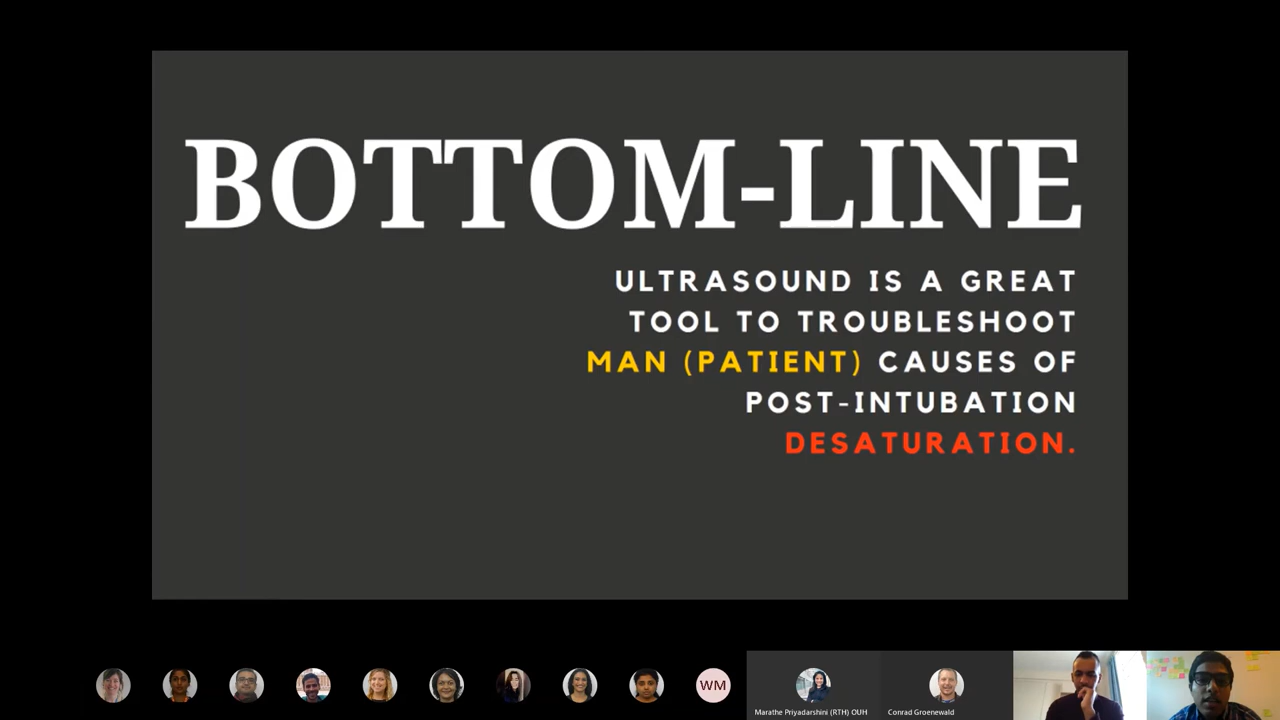 BOTTOM-LINE
ULTRASOUND IS A GREAT
TOOL TO TROUBLESHOOT
MAN (PATIENT) CAUSES OF
POST-INTUBATION
DESATURATION.
WM
Marathe Priyadarshini (RTH) OUH
Conrad Groenewald